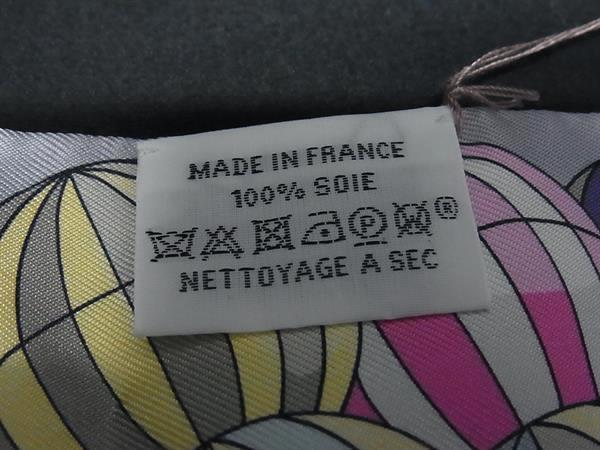 MADE IN FRANCE
100% SOIE
P W ®
NETTOYAGE A SEC